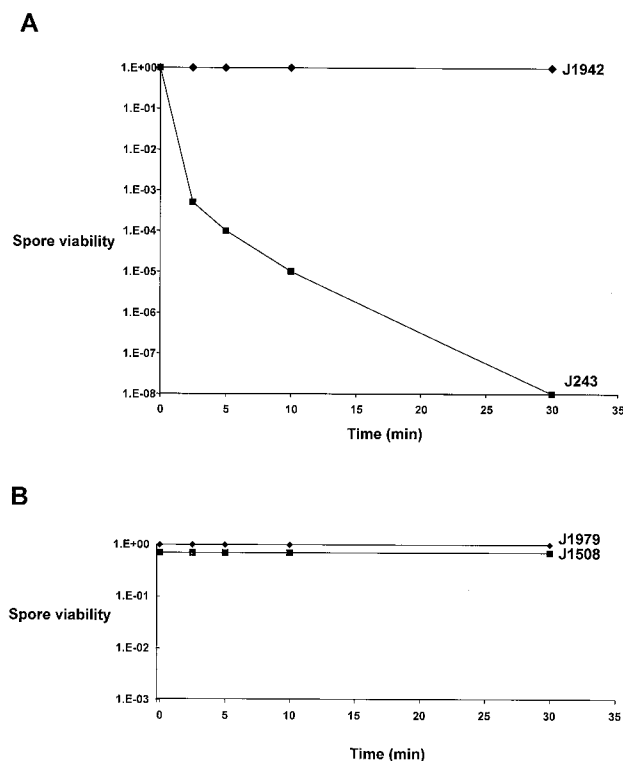 A
1.E+00
1.E-01
1.E-02
1.E-03
1.E-04
1.E-05
1.E-06
1.E-07
1.E-08
Spore viability
J1942
J243
0 5 10 15 20 25 30 35
Time (min)
B
1.E+00
1.E-01
1.E-02
1.E-03
Spore viability
J1979
J1508
0 5 10 15 20 25 30 35
Time (min)